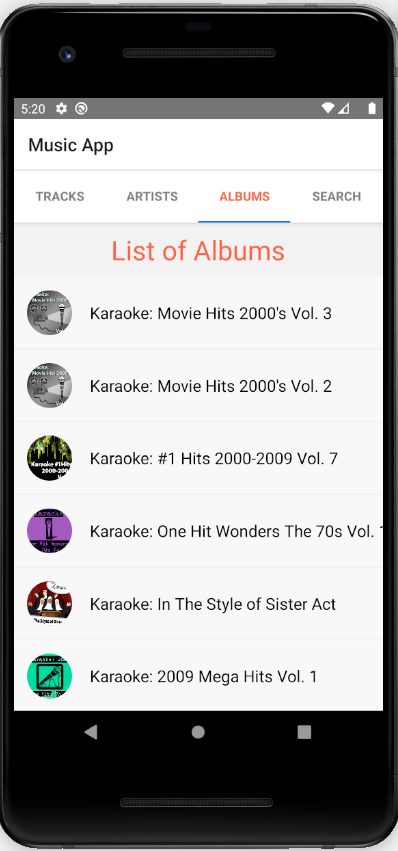 5:20
Music App
TRACKS ARTISTS ALBUMS SEARCH
List of Albums
Karaoke: Movie Hits 2000's Vol. 3
Karaoke: Movie Hits 2000's Vol. 2
Karaoke: #1 Hits 2000-2009 Vol. 7
Karaoke: One Hit Wonders The 70s Vol.
Karaoke: In The Style of Sister Act
Karaoke: 2009 Mega Hits Vol. 1